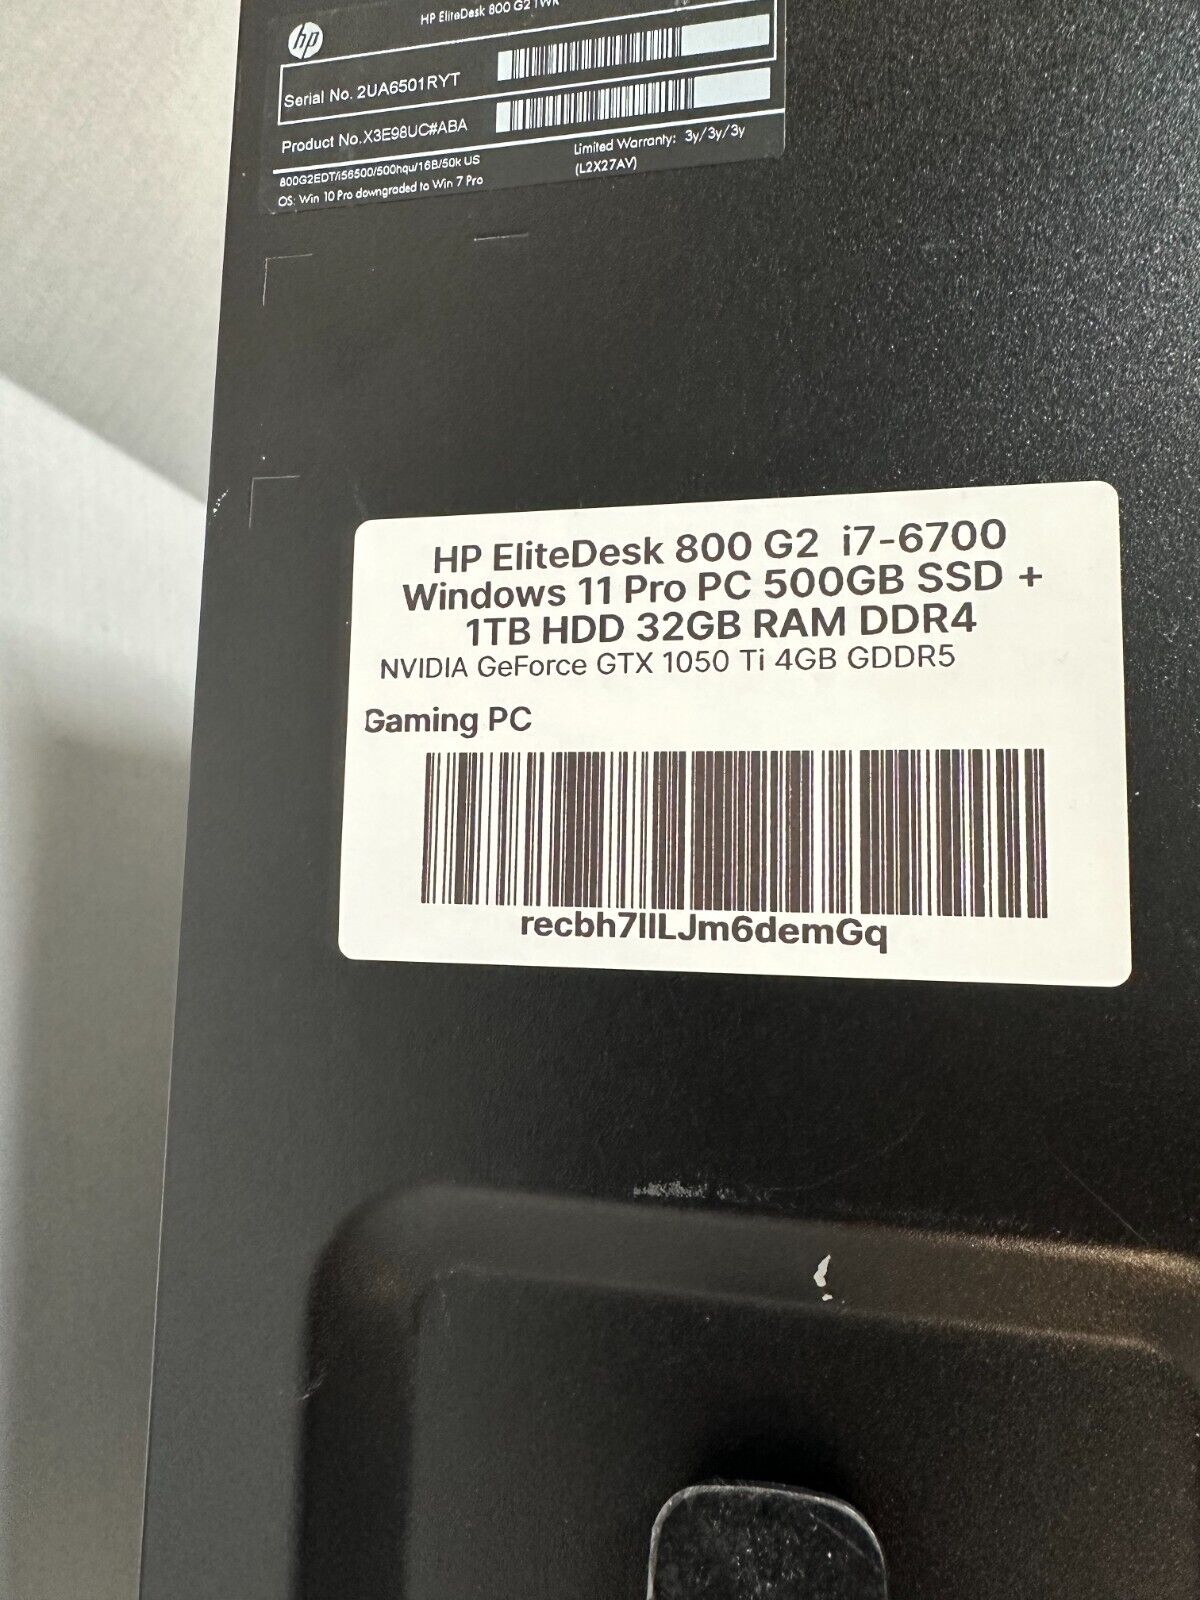 hp
HP EliteDesk 800 G2 TWR
Serial No. 2UA6501RYT
Product No.X3E98UC#ABA
800G2EDT/i56500/500hqu/16B/50k US
OS: Win 10 Pro downgraded to Win 7 Pro
Limited Warranty: 3y/3y/3y
(L2X27AV)
HP EliteDesk 800 G2 i7-6700
Windows 11 Pro PC 500GB SSD +
1TB HDD 32GB RAM DDR4
NVIDIA GeForce GTX 1050 Ti 4GB GDDR5
Gaming PC
recbh7IILJm6demGq